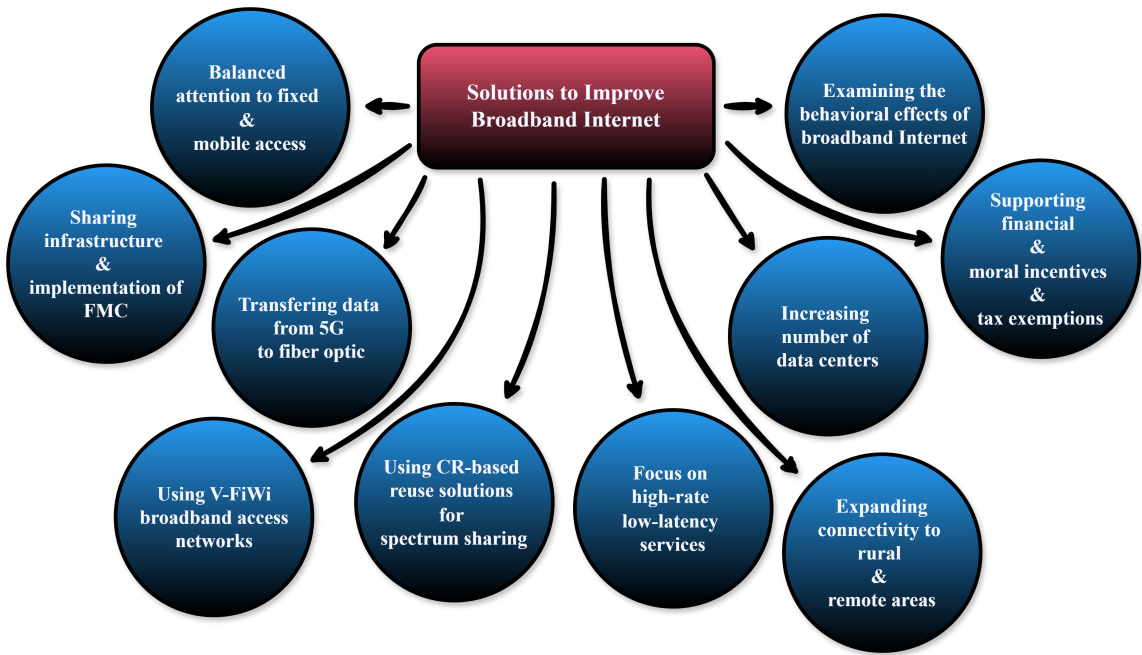 Solutions to Improve
Broadband Internet
Balanced
attention to fixed
&
mobile access
Sharing
infrastructure
&
implementation of
FMC
Transfering data
from 5G
to fiber optic
Using V-FiWi
broadband access
networks
Using CR-based
reuse solutions
for
spectrum sharing
Focus on
high-rate
low-latency
services
Expanding
connectivity to
rural
&
remote areas
Increasing
number of
data centers
Supporting
financial
&
moral incentives
&
tax exemptions
Examining the
behavioral effects of
broadband Internet